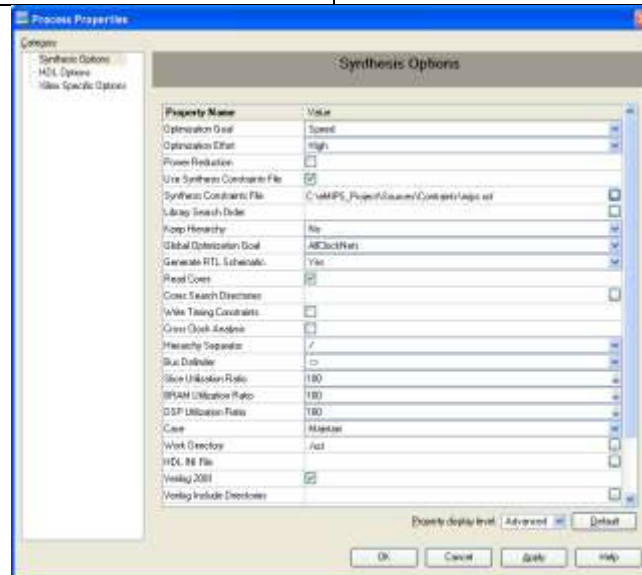 Process Properties
Category
Synthesis Options
HDL Options
Xilinx Specific Options
Synthesis Options
Property Name Value
Optimization Goal Speed
Optimization Effort High
Power Reduction
Use Synthesis Constraints File
Synthesis Constraints File
Library Search Order
Keep Hierarchy No
Global Optimization Goal AllClockNets
Generate RTL Schematic Yes
Read Cores
Cores Search Directories
Write Timing Constraints
Cross Clock Analysis
Hierarchy Separator /
Bus Delimiter <>
Slice Utilization Ratio 100
BRAM Utilization Ratio 100
DSP Utilization Ratio 100
Case Maintain
Work Directory ./xst
HDL INI File
Verilog 2001
Verilog Include Directories
Property display level: Advanced Default
OK Cancel Apply Help